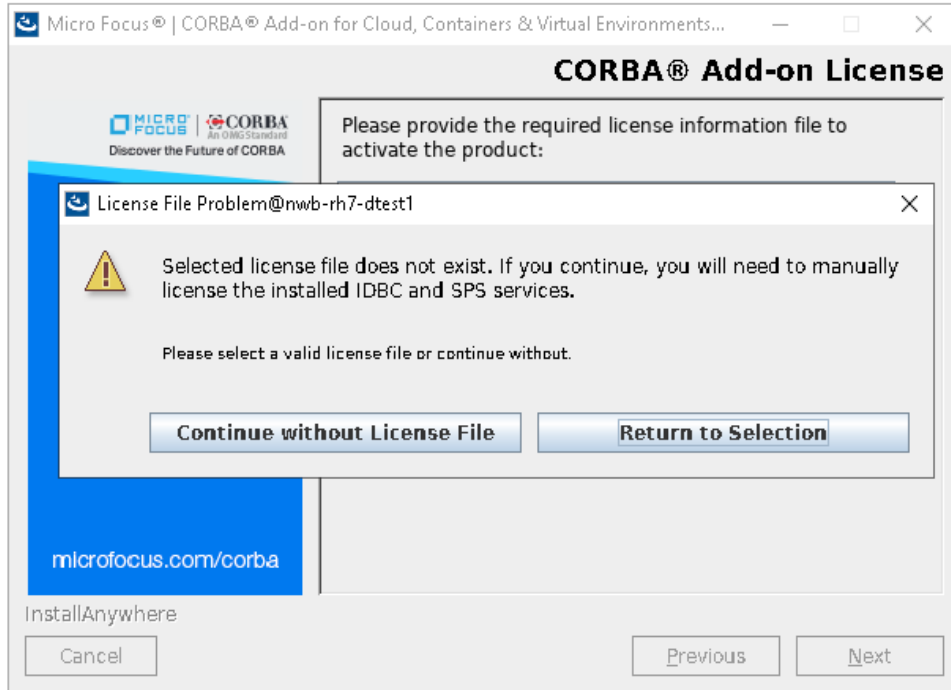 Micro Focus® | CORBA® Add-on for Cloud, Containers & Virtual Environments...
CORBA® Add-on License
MICRO FOCUS | CORBA
An OMG Standard
Discover the Future of CORBA
Please provide the required license information file to
activate the product:
License File Problem@nwb-rh7-dtest1
Selected license file does not exist. If you continue, you will need to manually
license the installed IDBC and SPS services.
Please select a valid license file or continue without.
Continue without License File
Return to Selection
microfocus.com/corba
InstallAnywhere
Cancel
Previous
Next